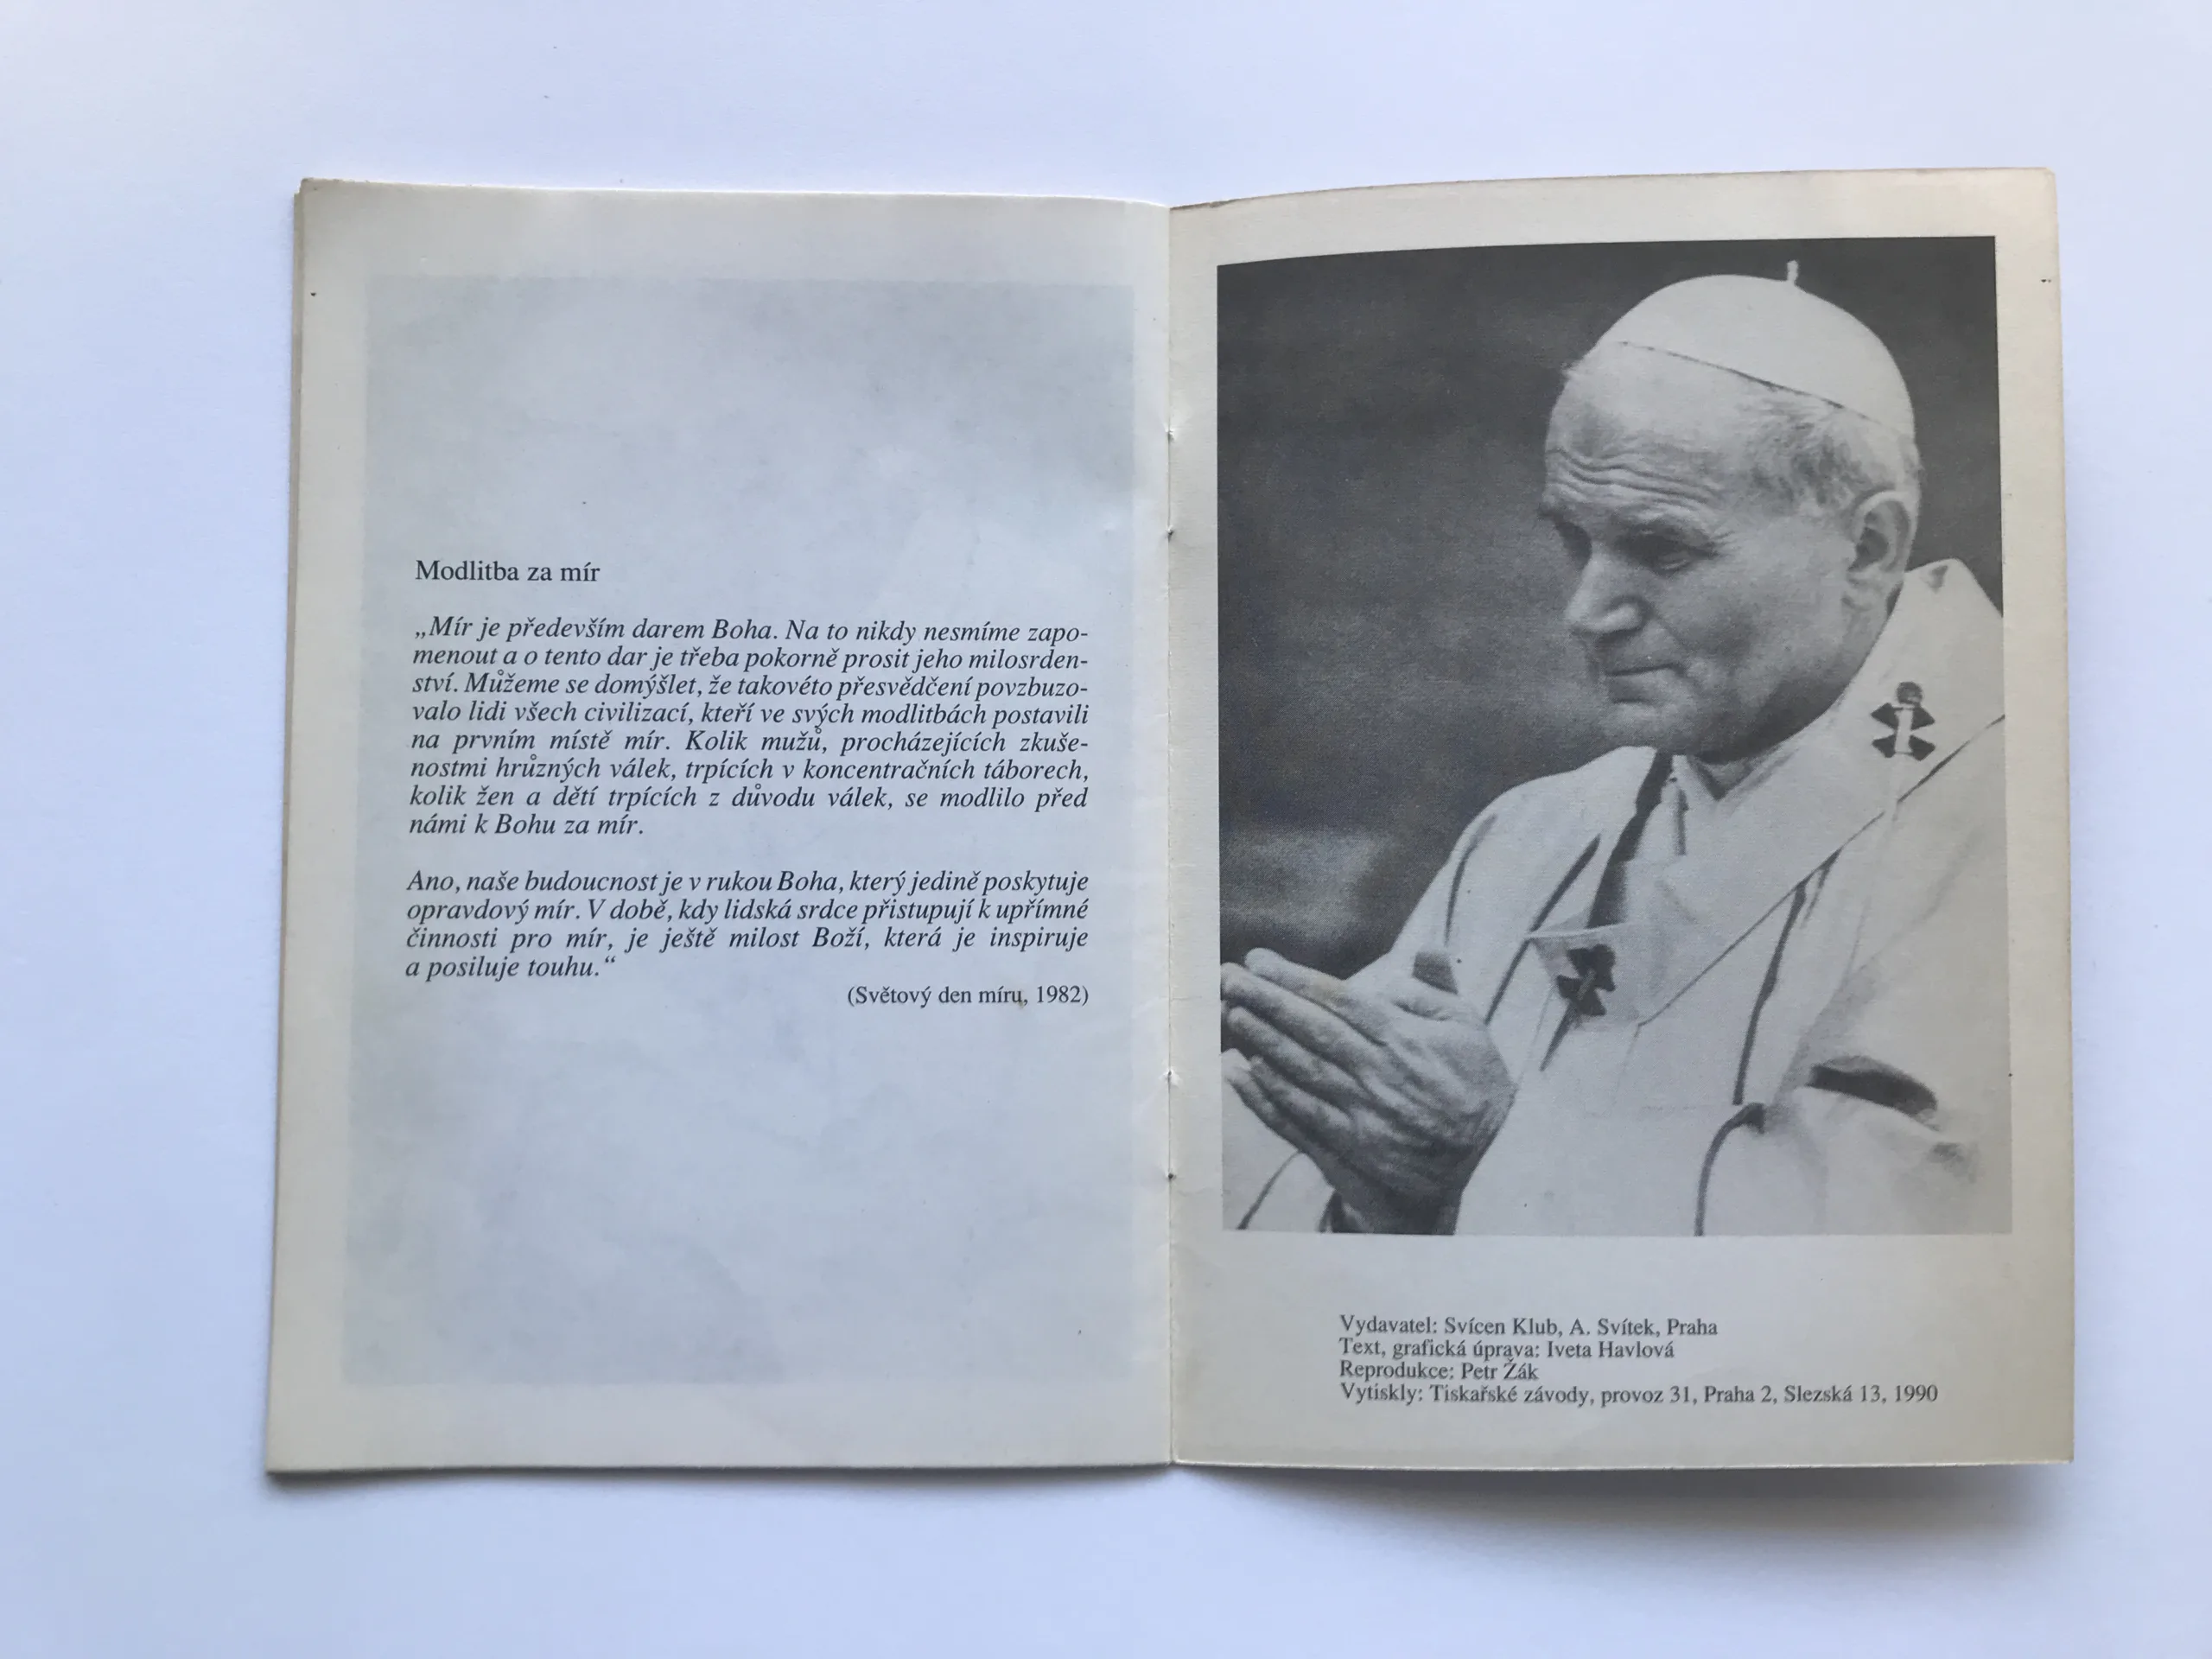 Modlitba za mír
„Mír je především darem Boha. Na to nikdy nesmíme zapo-
menout a o tento dar je třeba pokorně prosit jeho milosrden-
ství. Můžeme se domýšlet, že takovéto přesvědčení povzbuzo-
valo lidi všech civilizací, kteří ve svých modlitbách postavili
na prvním místě mír. Kolik mužů, procházejících zkuše-
nostmi hrůzných válek, trpících v koncentračních táborech,
kolik žen a dětí trpících z důvodu válek, se modlilo před
námi k Bohu za mír.
Ano, naše budoucnost je v rukou Boha, který jedině poskytuje
opravdový mír. V době, kdy lidská srdce přistupují k upřímné
činnosti pro mír, je ještě milost Boží, která je inspiruje
a posiluje touhu.“
(Světový den míru, 1982)
Vydavatel: Svícen Klub, A. Svítek, Praha
Text, grafická úprava: Iveta Havlová
Reprodukce: Petr Žák
Vytiskly: Tiskařské závody, provoz 31, Praha 2, Slezská 13, 1990